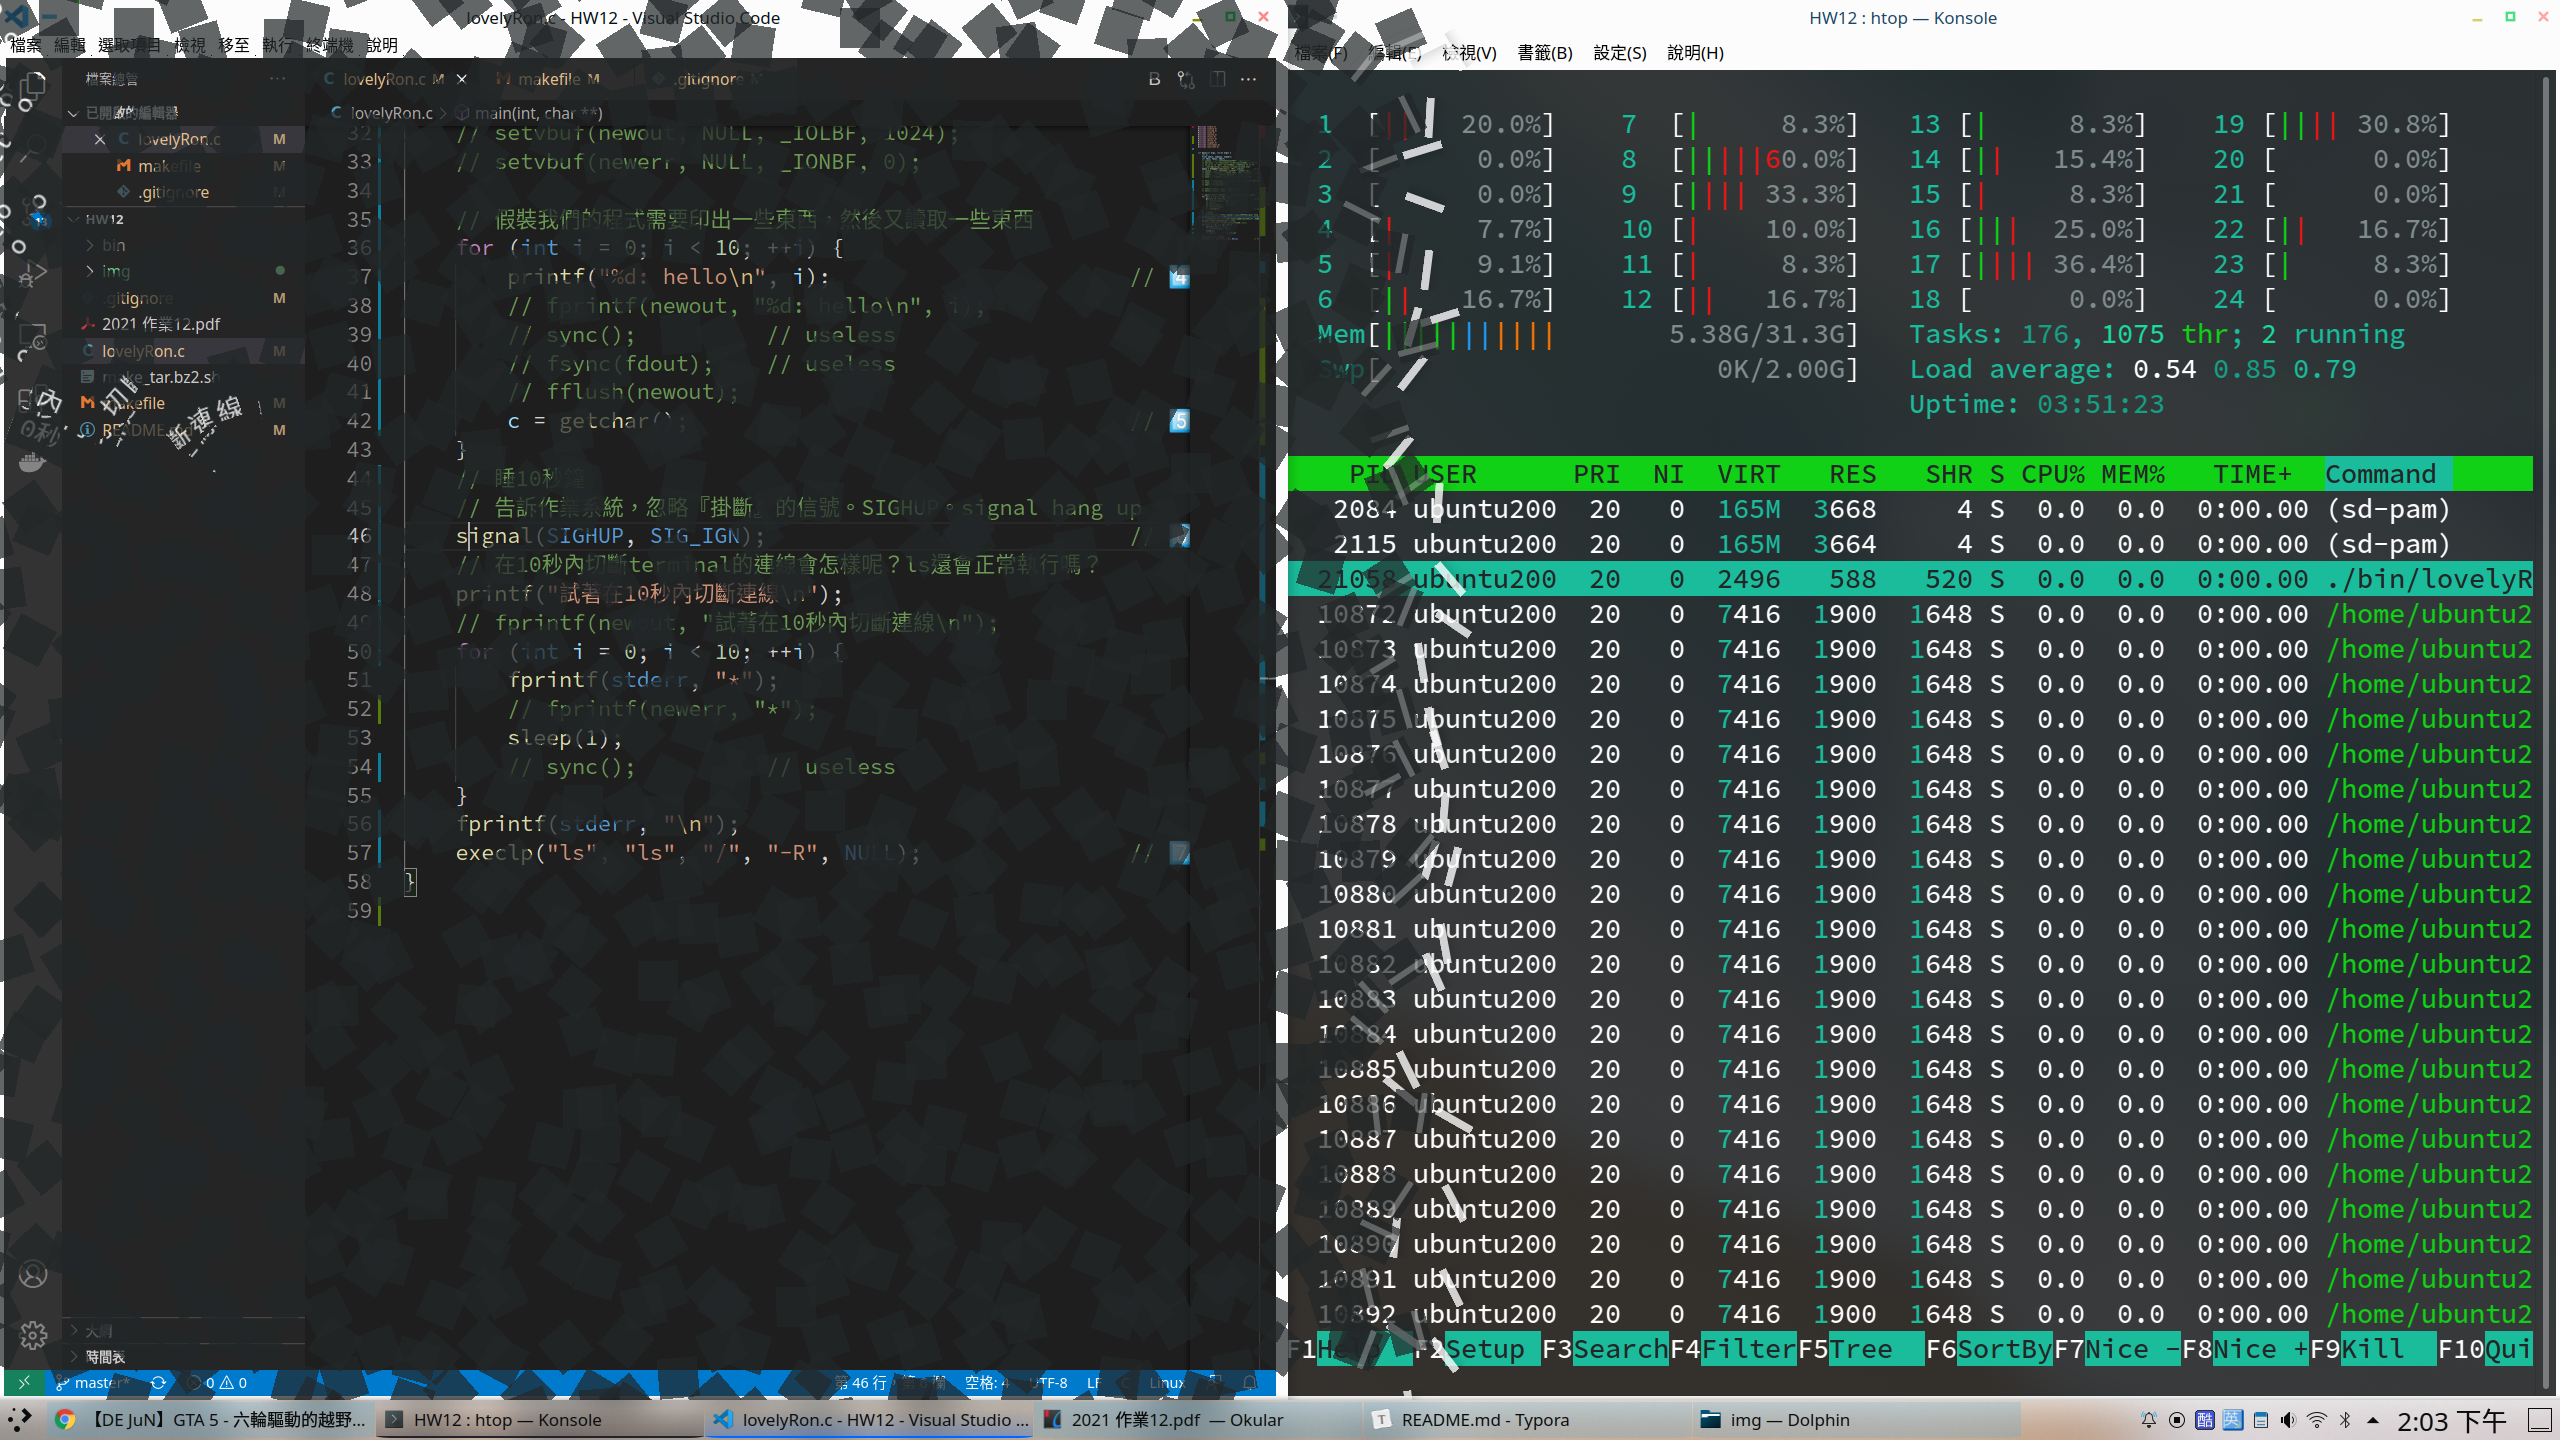 lovelyRon.c - HW12 - Visual Studio Code
檔案 編輯 選取項目 檢視 移至 執行 終端機 說明
檔案總管
已開啟的編輯器
lovelyRon.c M
makefile M
.gitignore M
HW12
bin
img
.gitignore M
2021 作業12.pdf
lovelyRon.c M
make_tar.bz2.sh
makefile M
README M
大綱
時間表
lovelyRon.c M
makefile M
.gitignore
lovelyRon.c > main(int, char **)
32 // setvbuf(newout, NULL, _IOLBF, 1024);
33 // setvbuf(newerr, NULL, _IONBF, 0);
34
35 // 假裝我們的程式需要印出一些東西，然後又讀取一些東西
36 for (int i = 0; i < 10; ++i) {
37 printf("%d: hello\n", i); // 4
38 // fprintf(newout, "%d: hello\n", i);
39 // sync(); // useless
40 // fsync(fdout); // useless
41 // fflush(newout);
42 c = getchar(); // 5
43 }
44 // 睡10秒鐘
45 // 告訴作業系統，忽略『掛斷』的信號。SIGHUP。signal hang up
46 signal(SIGHUP, SIG_IGN); //
47 // 在10秒內切斷terminal的連線會怎樣呢？ls還會正常執行嗎？
48 printf("試著在10秒內切斷連線\n");
49 // fprintf(newout, "試著在10秒內切斷連線\n");
50 for (int i = 0; i < 10; ++i) {
51 fprintf(stderr, "*");
52 // fprintf(newerr, "*");
53 sleep(1);
54 // sync(); // useless
55 }
56 fprintf(stderr, "\n");
57 execlp("ls", "ls", "/", "-R", NULL); // 7
58 }
59
master* 0 0 第 46 行 空格: 4 UTF-8 LF C Linux
HW12 : htop — Konsole
檔案(F) 編輯(E) 檢視(V) 書籤(B) 設定(S) 說明(H)
1 [|| 20.0%] 7 [| 8.3%] 13 [| 8.3%] 19 [|||| 30.8%]
2 [ 0.0%] 8 [|||||60.0%] 14 [|| 15.4%] 20 [ 0.0%]
3 [ 0.0%] 9 [|||| 33.3%] 15 [| 8.3%] 21 [ 0.0%]
4 [| 7.7%] 10 [| 10.0%] 16 [||| 25.0%] 22 [|| 16.7%]
5 [| 9.1%] 11 [| 8.3%] 17 [|||| 36.4%] 23 [| 8.3%]
6 [|| 16.7%] 12 [|| 16.7%] 18 [ 0.0%] 24 [ 0.0%]
Mem[||||||||||| 5.38G/31.3G] Tasks: 176, 1075 thr; 2 running
Swp[ 0K/2.00G] Load average: 0.54 0.85 0.79
Uptime: 03:51:23
PID USER PRI NI VIRT RES SHR S CPU% MEM% TIME+ Command
2084 ubuntu200 20 0 165M 3668 4 S 0.0 0.0 0:00.00 (sd-pam)
2115 ubuntu200 20 0 165M 3664 4 S 0.0 0.0 0:00.00 (sd-pam)
21058 ubuntu200 20 0 2496 588 520 S 0.0 0.0 0:00.00 ./bin/lovelyR
10872 ubuntu200 20 0 7416 1900 1648 S 0.0 0.0 0:00.00 /home/ubuntu2
10873 ubuntu200 20 0 7416 1900 1648 S 0.0 0.0 0:00.00 /home/ubuntu2
10874 ubuntu200 20 0 7416 1900 1648 S 0.0 0.0 0:00.00 /home/ubuntu2
10875 ubuntu200 20 0 7416 1900 1648 S 0.0 0.0 0:00.00 /home/ubuntu2
10876 ubuntu200 20 0 7416 1900 1648 S 0.0 0.0 0:00.00 /home/ubuntu2
10877 ubuntu200 20 0 7416 1900 1648 S 0.0 0.0 0:00.00 /home/ubuntu2
10878 ubuntu200 20 0 7416 1900 1648 S 0.0 0.0 0:00.00 /home/ubuntu2
10879 ubuntu200 20 0 7416 1900 1648 S 0.0 0.0 0:00.00 /home/ubuntu2
10880 ubuntu200 20 0 7416 1900 1648 S 0.0 0.0 0:00.00 /home/ubuntu2
10881 ubuntu200 20 0 7416 1900 1648 S 0.0 0.0 0:00.00 /home/ubuntu2
10882 ubuntu200 20 0 7416 1900 1648 S 0.0 0.0 0:00.00 /home/ubuntu2
10883 ubuntu200 20 0 7416 1900 1648 S 0.0 0.0 0:00.00 /home/ubuntu2
10884 ubuntu200 20 0 7416 1900 1648 S 0.0 0.0 0:00.00 /home/ubuntu2
10885 ubuntu200 20 0 7416 1900 1648 S 0.0 0.0 0:00.00 /home/ubuntu2
10886 ubuntu200 20 0 7416 1900 1648 S 0.0 0.0 0:00.00 /home/ubuntu2
10887 ubuntu200 20 0 7416 1900 1648 S 0.0 0.0 0:00.00 /home/ubuntu2
10888 ubuntu200 20 0 7416 1900 1648 S 0.0 0.0 0:00.00 /home/ubuntu2
10889 ubuntu200 20 0 7416 1900 1648 S 0.0 0.0 0:00.00 /home/ubuntu2
10890 ubuntu200 20 0 7416 1900 1648 S 0.0 0.0 0:00.00 /home/ubuntu2
10891 ubuntu200 20 0 7416 1900 1648 S 0.0 0.0 0:00.00 /home/ubuntu2
10892 ubuntu200 20 0 7416 1900 1648 S 0.0 0.0 0:00.00 /home/ubuntu2
F1Help F2Setup F3SearchF4FilterF5Tree F6SortByF7Nice -F8Nice +F9Kill F10Qui
【DE JuN】GTA 5 - 六輪驅動的越野... HW12 : htop — Konsole lovelyRon.c - HW12 - Visual Studio ... 2021 作業12.pdf — Okular README.md - Typora img — Dolphin 酷 英 2:03 下午